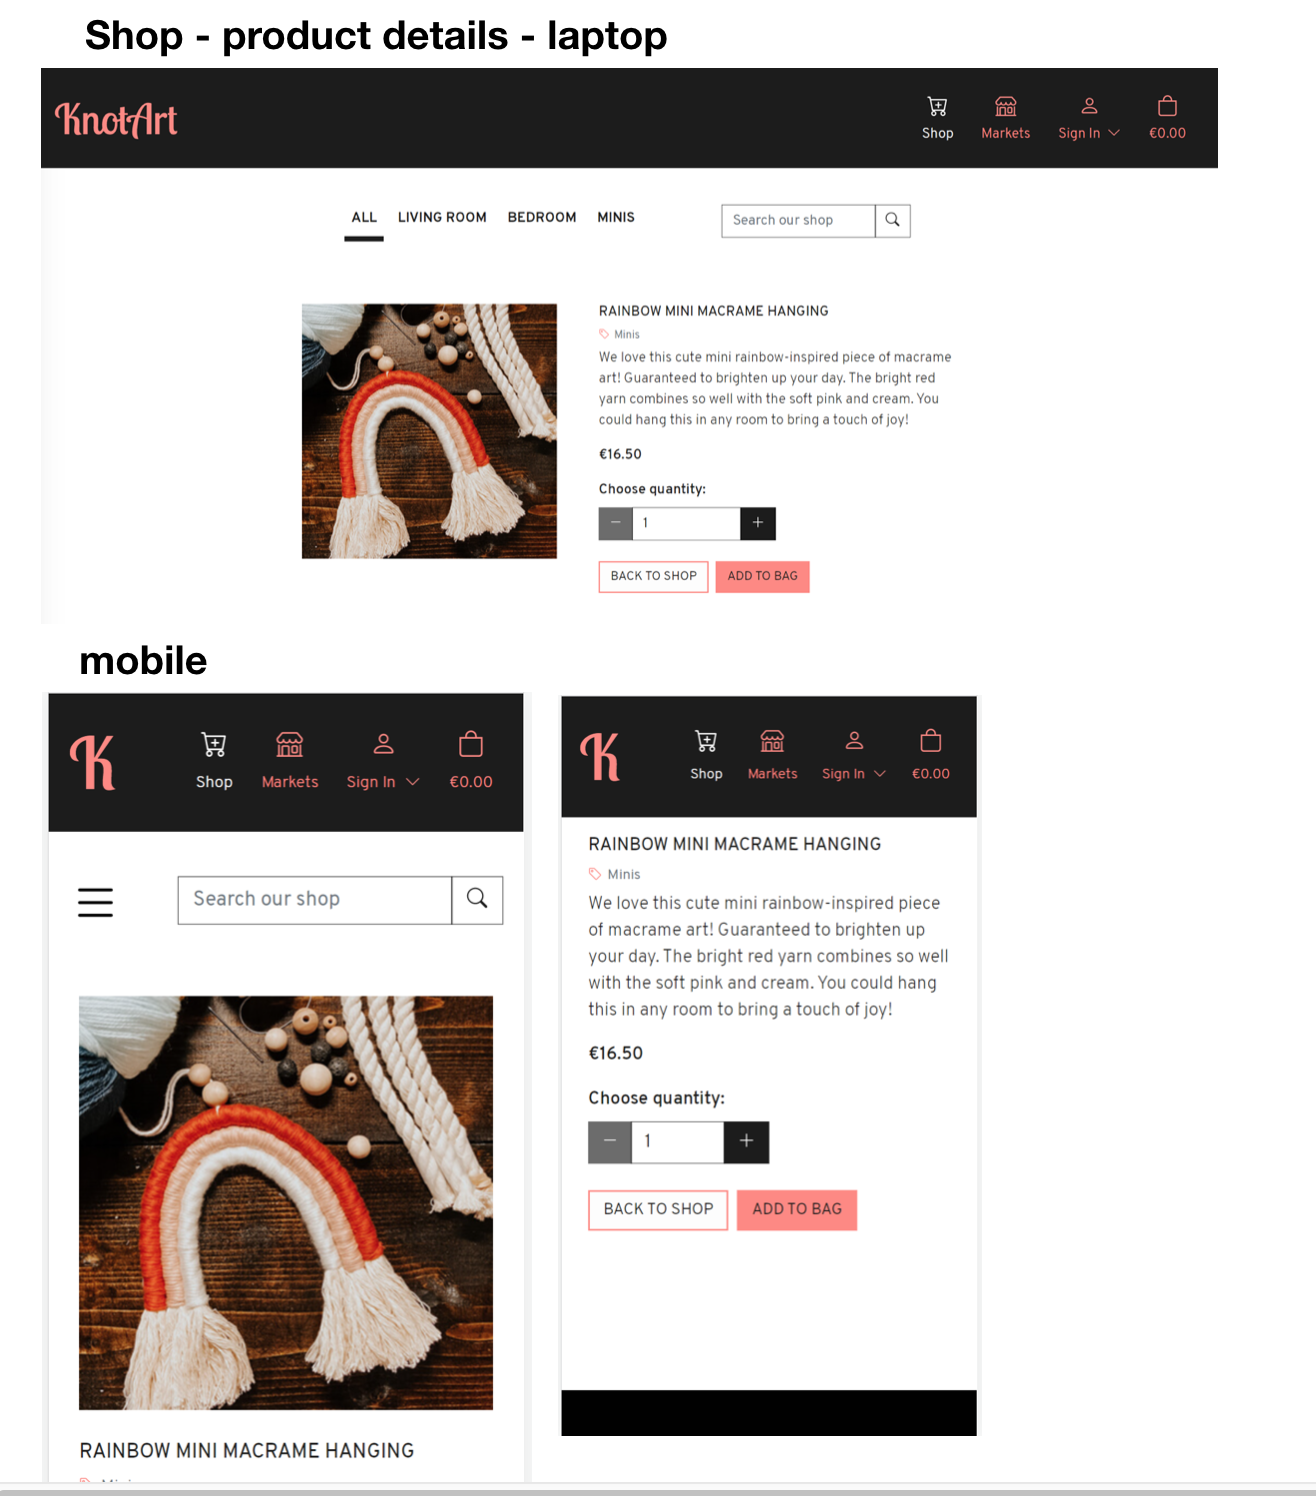 Shop - product details - laptop
KnotArt
Shop
Markets
Sign In
€0.00
ALL
LIVING ROOM
BEDROOM
MINIS
Search our shop
RAINBOW MINI MACRAME HANGING
Minis
We love this cute mini rainbow-inspired piece of macrame
art! Guaranteed to brighten up your day. The bright red
yarn combines so well with the soft pink and cream. You
could hang this in any room to bring a touch of joy!
€16.50
Choose quantity:
− 1 +
BACK TO SHOP
ADD TO BAG
mobile
K
Shop
Markets
Sign In
€0.00
Search our shop
RAINBOW MINI MACRAME HANGING
K
Shop
Markets
Sign In
€0.00
RAINBOW MINI MACRAME HANGING
Minis
We love this cute mini rainbow-inspired piece
of macrame art! Guaranteed to brighten up
your day. The bright red yarn combines so well
with the soft pink and cream. You could hang
this in any room to bring a touch of joy!
€16.50
Choose quantity:
− 1 +
BACK TO SHOP
ADD TO BAG